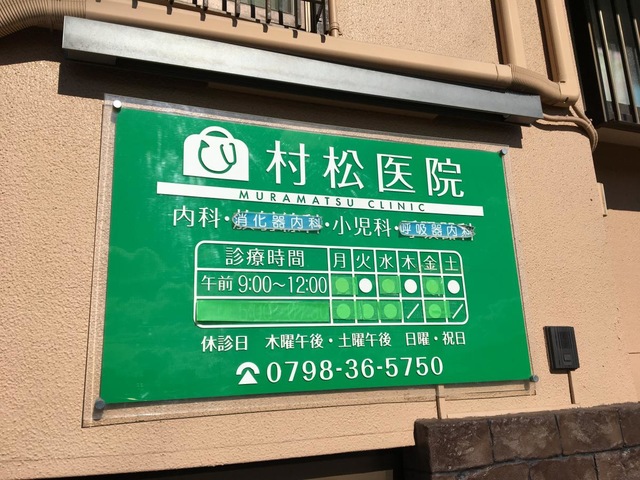 村松医院
MURAMATSU CLINIC
内科・消化器内科・小児科・呼吸器内科
診療時間 月 火 水 木 金 土
午前 9:00〜12:00 ● ● ●
／ ／
休診日 木曜午後・土曜午後 日曜・祝日
☎0798-36-5750